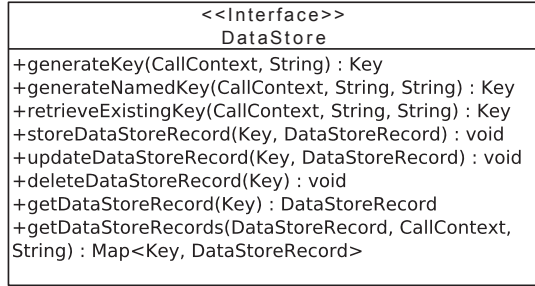 <<Interface>>
DataStore
+generateKey(CallContext, String) : Key
+generateNamedKey(CallContext, String, String) : Key
+retrieveExistingKey(CallContext, String, String) : Key
+storeDataStoreRecord(Key, DataStoreRecord) : void
+updateDataStoreRecord(Key, DataStoreRecord) : void
+deleteDataStoreRecord(Key) : void
+getDataStoreRecord(Key) : DataStoreRecord
+getDataStoreRecords(DataStoreRecord, CallContext,
String) : Map<Key, DataStoreRecord>